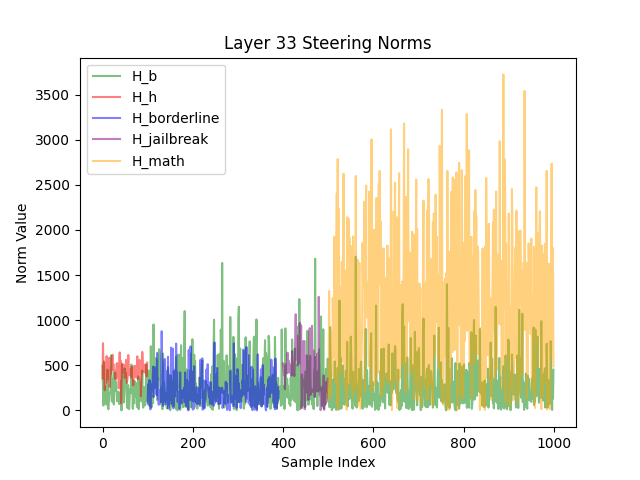 Layer 33 Steering Norms
H_b
H_h
H_borderline
H_jailbreak
H_math
Norm Value
3500
3000
2500
2000
1500
1000
500
0
0 200 400 600 800 1000
Sample Index